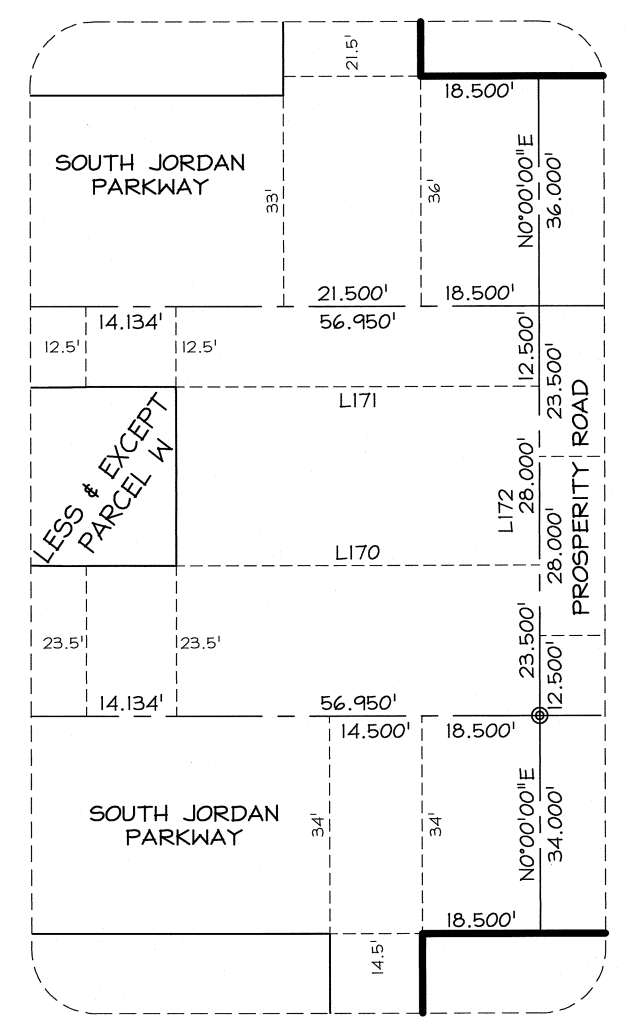 21.5'
18.500'
SOUTH JORDAN
PARKWAY
33'
36'
N0°00'00"E
36.000'
21.500'
18.500'
14.134'
56.950'
12.5'
12.5'
12.500'
23.500'
L171
LESS & EXCEPT
PARCEL W
PROSPERITY ROAD
L172
28.000'
28.000'
L170
23.5'
23.5'
23.500'
12.500'
14.134'
56.950'
14.500'
18.500'
SOUTH JORDAN
PARKWAY
34'
34'
N0°00'00"E
34.000'
18.500'
14.5'